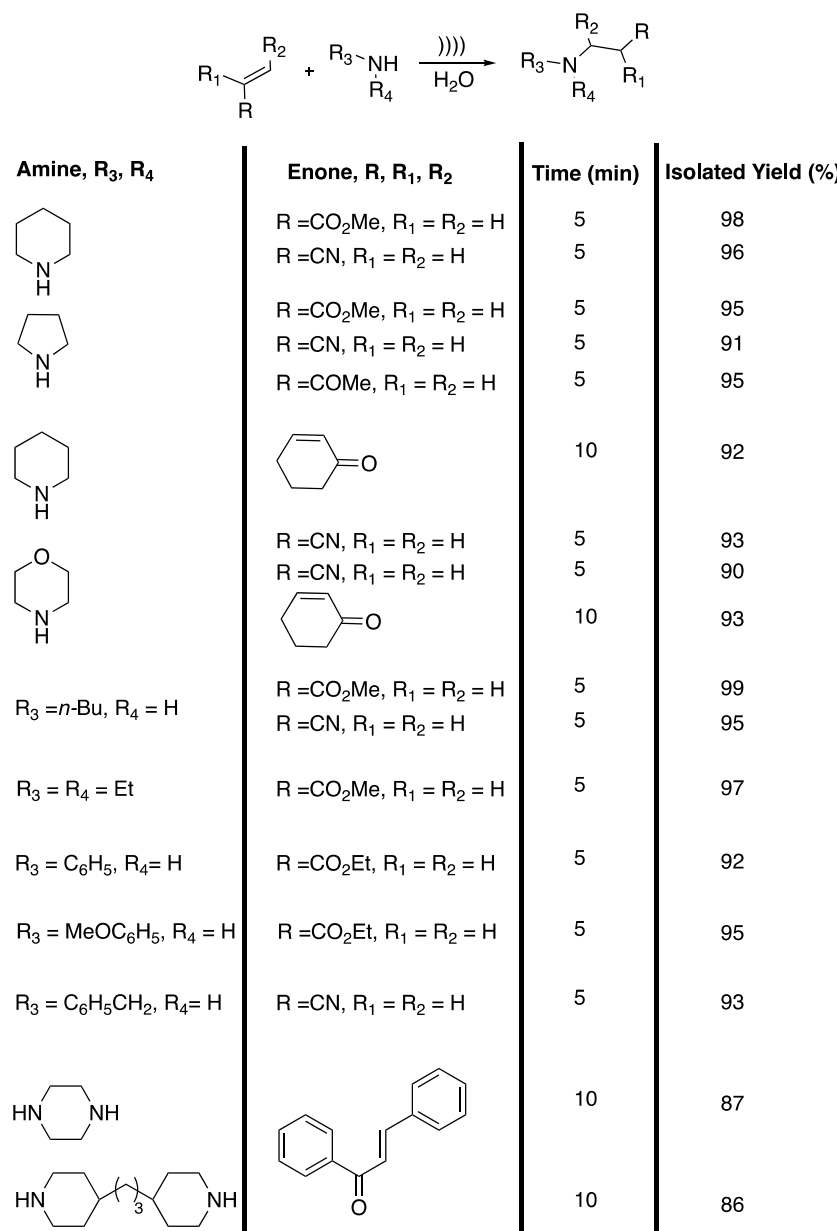 R₂
R₁
R
+
R₃
NH
R₄
))))
H₂O
R₂
R
R₃
N
R₁
R₄
Amine, R₃, R₄ Enone, R, R₁, R₂ Time (min) Isolated Yield (%)
R =CO₂Me, R₁ = R₂ = H 5 98
R =CN, R₁ = R₂ = H 5 96
N
H
R =CO₂Me, R₁ = R₂ = H 5 95
R =CN, R₁ = R₂ = H 5 91
N
H
R =COMe, R₁ = R₂ = H 5 95
O 10 92
N
H
O
R =CN, R₁ = R₂ = H 5 93
R =CN, R₁ = R₂ = H 5 90
N
H
O 10 93
R =CO₂Me, R₁ = R₂ = H 5 99
R₃ =n-Bu, R₄ = H
R =CN, R₁ = R₂ = H 5 95
R₃ = R₄ = Et R =CO₂Me, R₁ = R₂ = H 5 97
R₃ = C₆H₅, R₄= H R =CO₂Et, R₁ = R₂ = H 5 92
R₃ = MeOC₆H₅, R₄ = H R =CO₂Et, R₁ = R₂ = H 5 95
R₃ = C₆H₅CH₂, R₄= H R =CN, R₁ = R₂ = H 5 93
HN NH 10 87
HN ( )₃ NH O 10 86